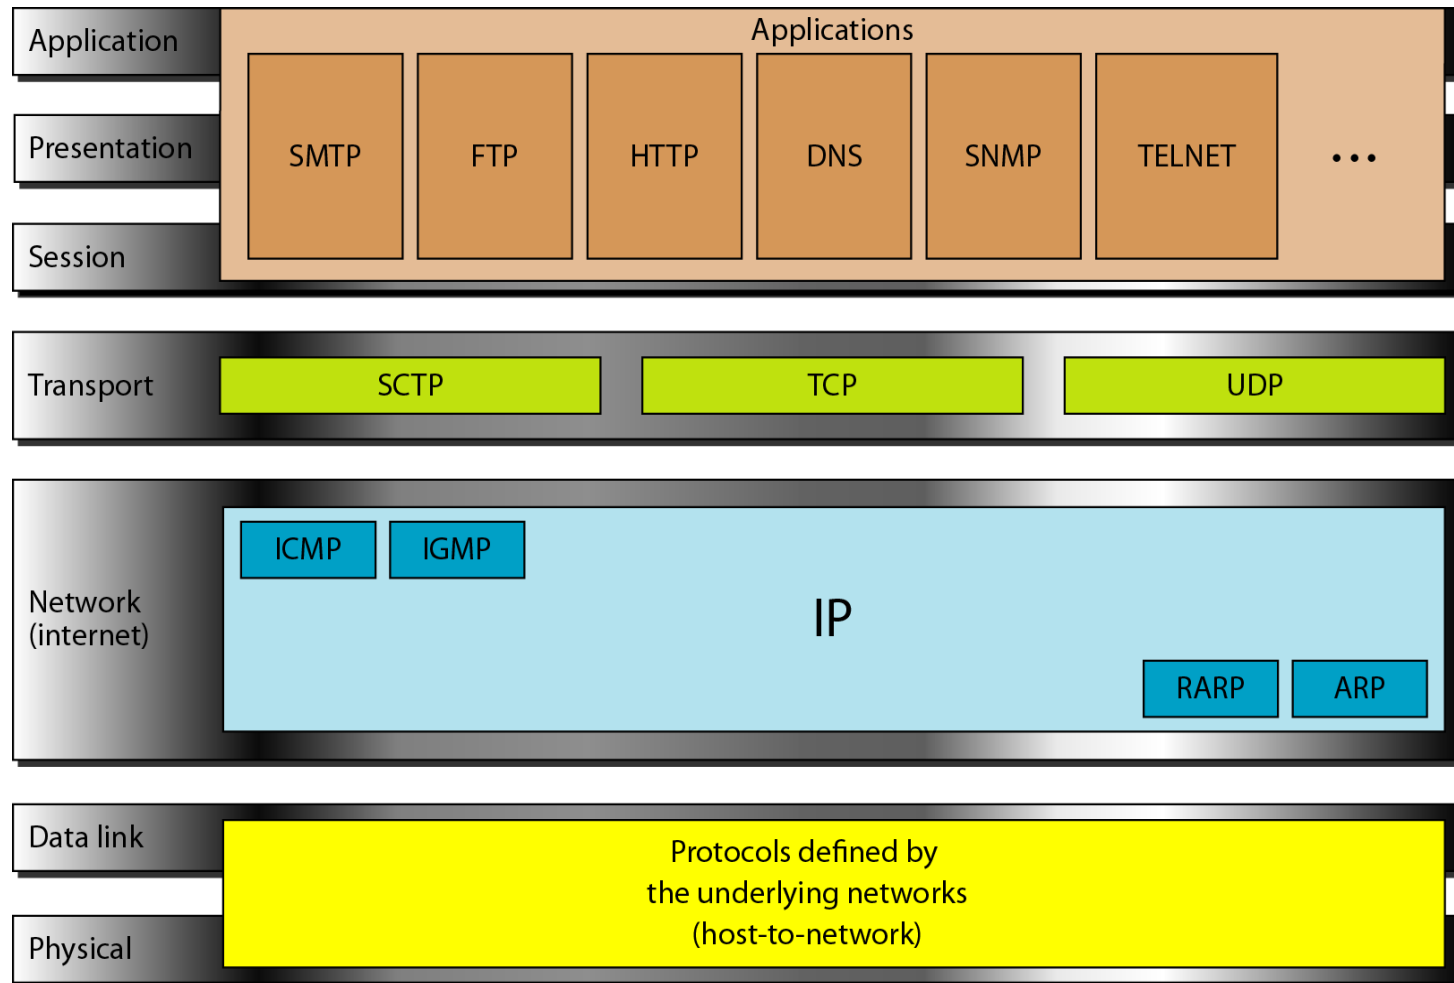 Application
Applications
Presentation
SMTP
FTP
HTTP
DNS
SNMP
TELNET
...
Session
Transport
SCTP
TCP
UDP
Network
(internet)
ICMP
IGMP
IP
RARP
ARP
Data link
Physical
Protocols defined by
the underlying networks
(host-to-network)